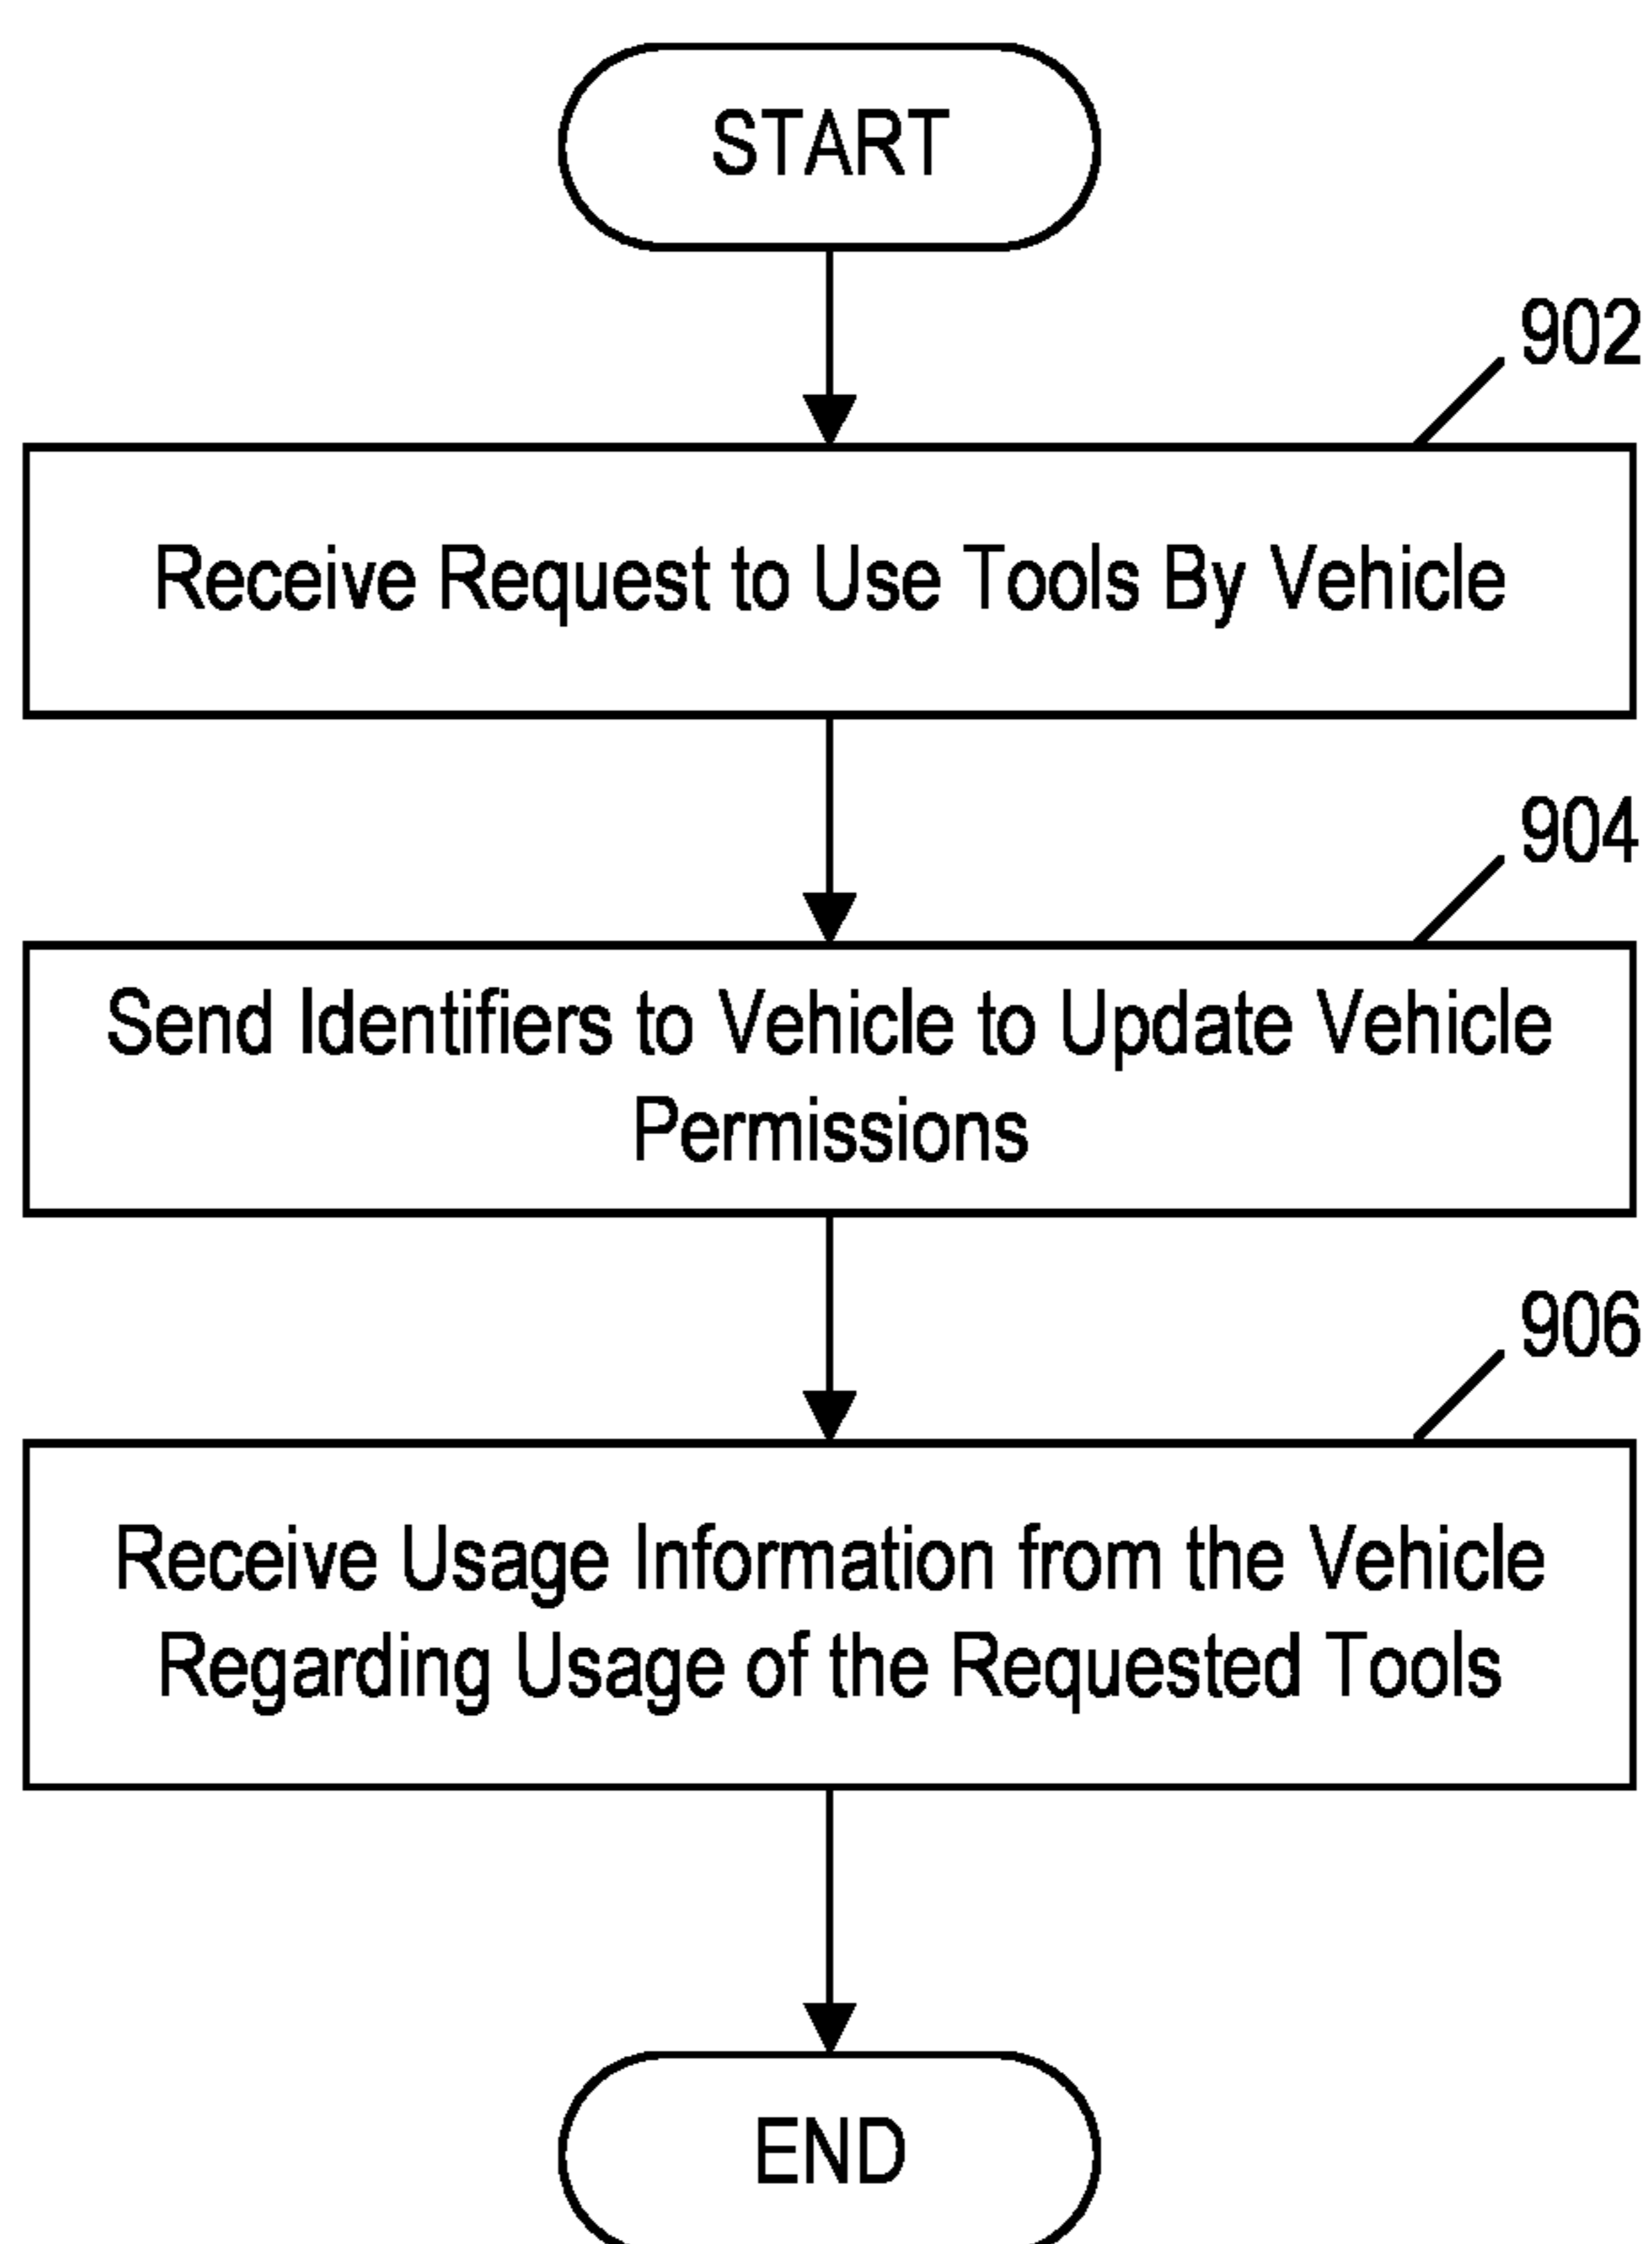 START
902
Receive Request to Use Tools By Vehicle
904
Send Identifiers to Vehicle to Update Vehicle
Permissions
906
Receive Usage Information from the Vehicle
Regarding Usage of the Requested Tools
END